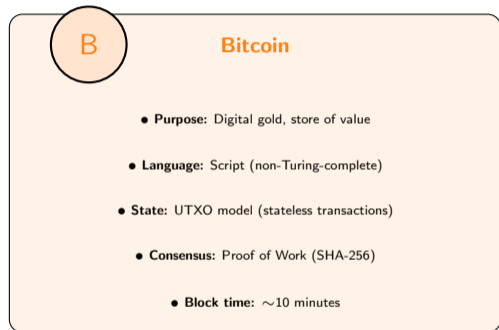 B
Bitcoin
• Purpose: Digital gold, store of value
• Language: Script (non-Turing-complete)
• State: UTXO model (stateless transactions)
• Consensus: Proof of Work (SHA-256)
• Block time: ∼10 minutes